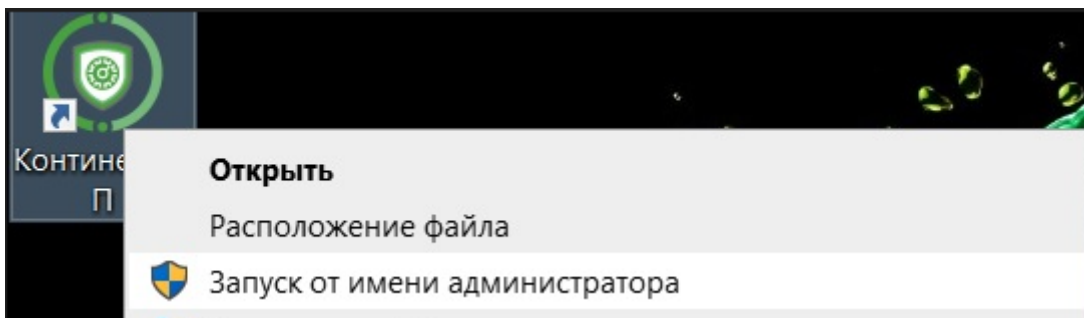 Контине
П
Открыть
Расположение файла
Запуск от имени администратора